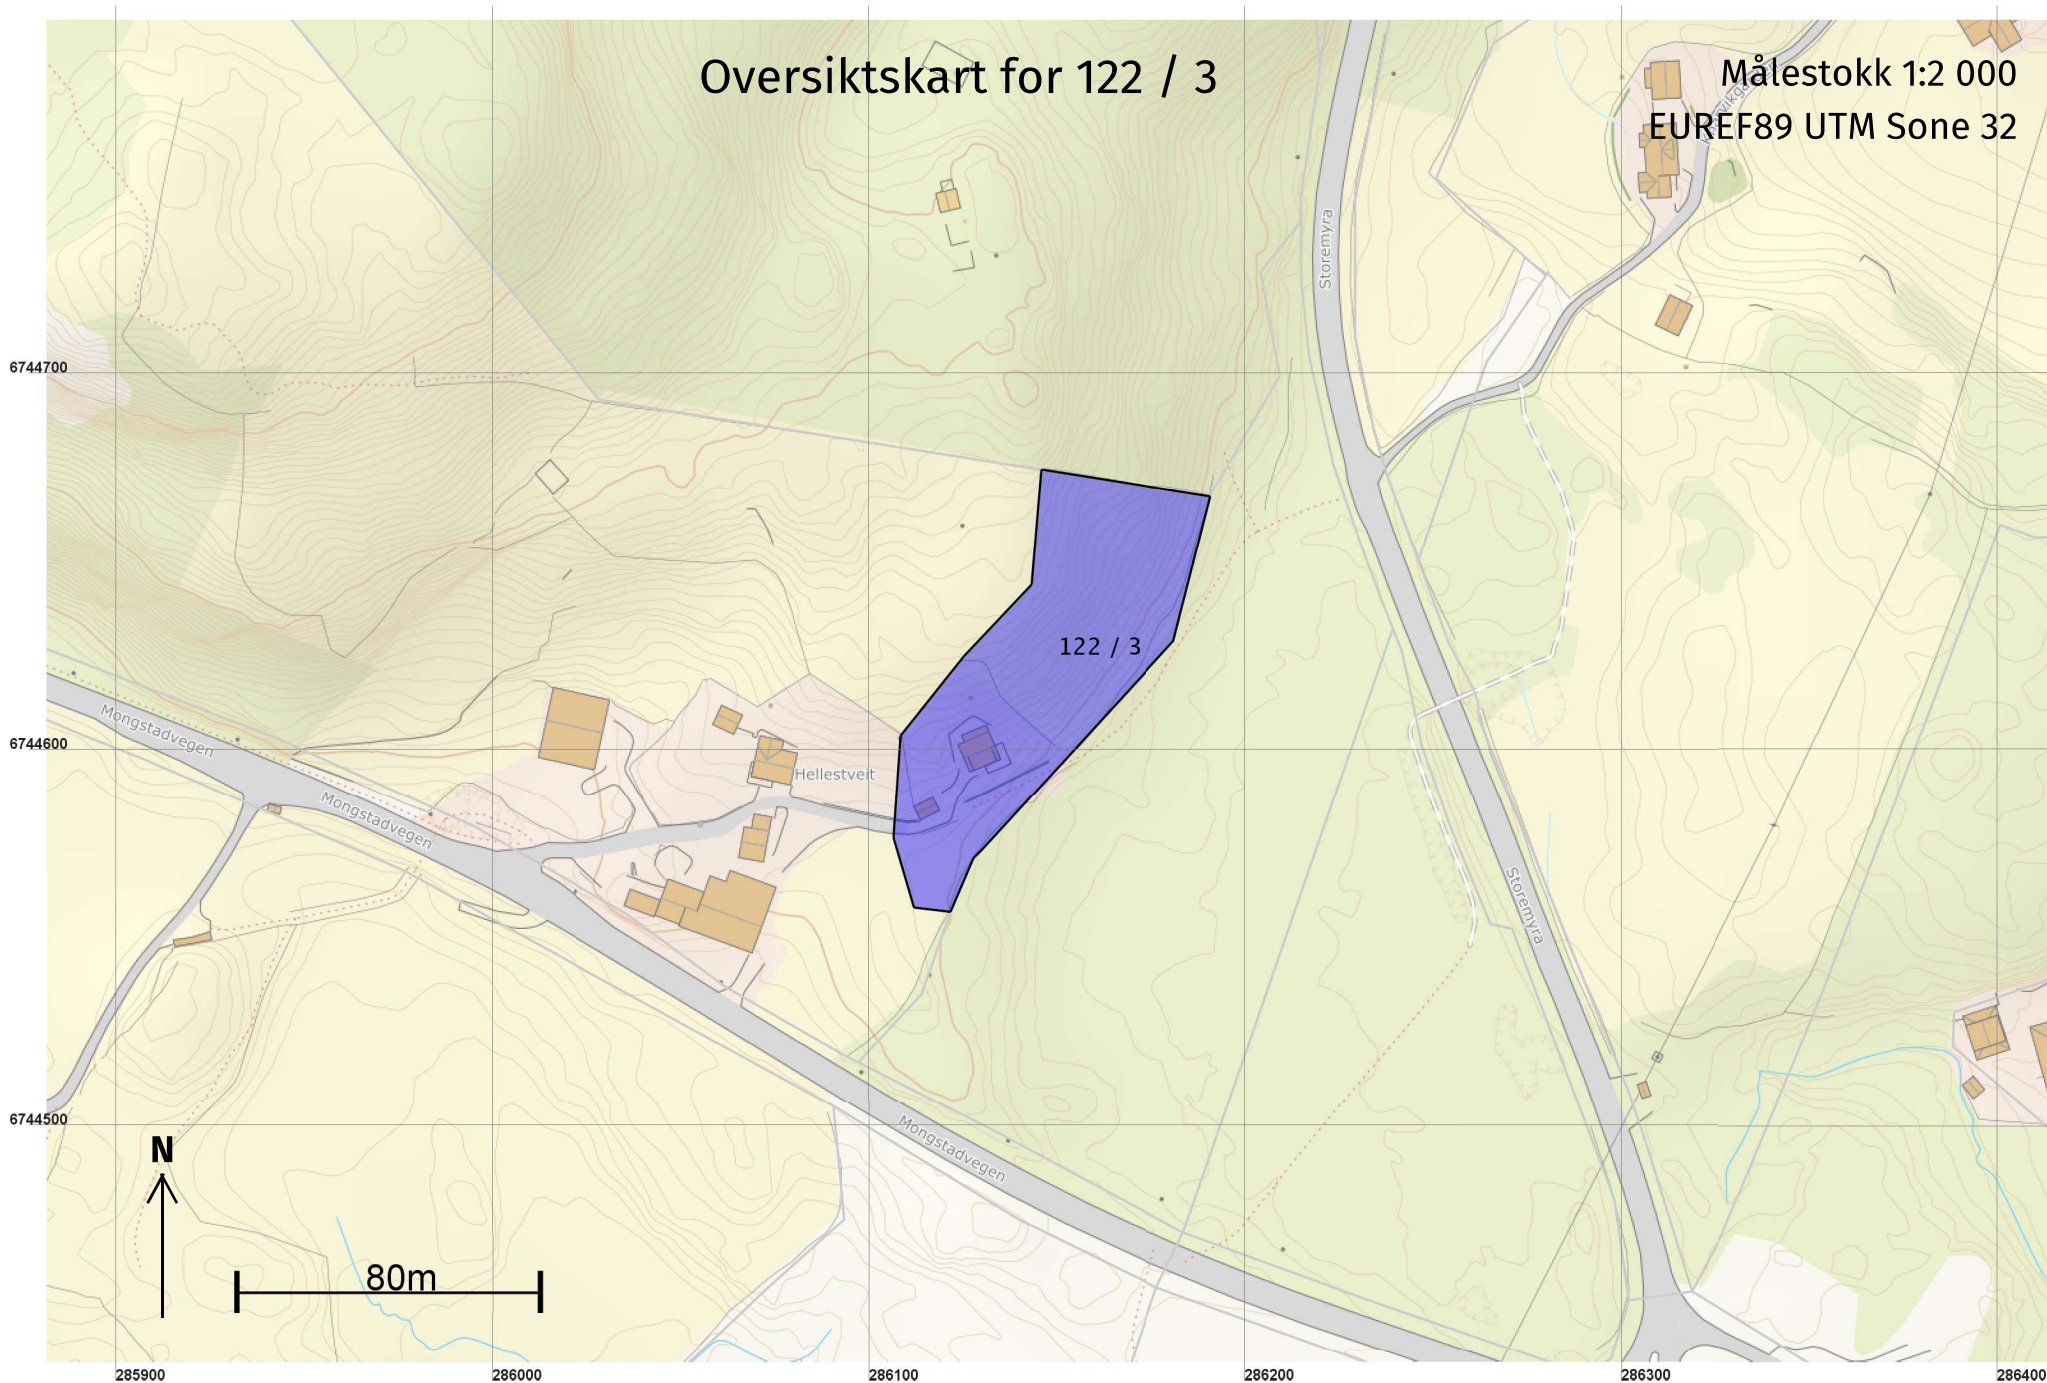 Oversiktskart for 122 / 3
Målestokk 1:2 000
EUREF89 UTM Sone 32
Storemyra
6744700
122 / 3
Mongstadvegen
6744600
Hellestveit
Mongstadvegen
Storemyra
6744500
Mongstadvegen
N
80m
285900
286000
286100
286200
286300
286400